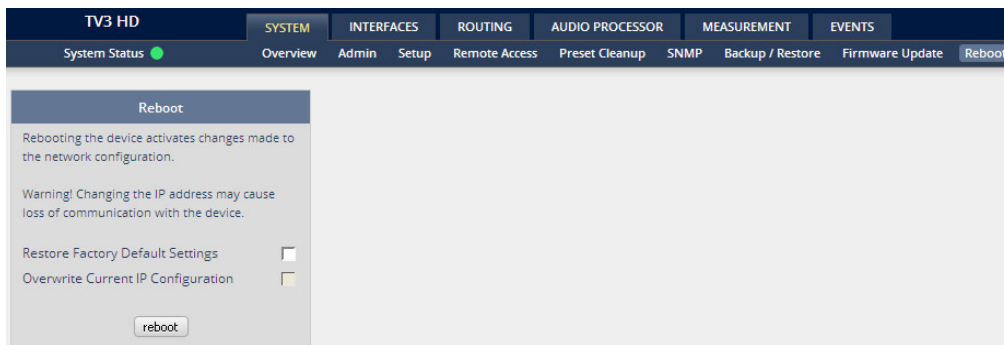 TV3 HD
SYSTEM INTERFACES ROUTING AUDIO PROCESSOR MEASUREMENT EVENTS
System Status Overview Admin Setup Remote Access Preset Cleanup SNMP Backup / Restore Firmware Update Reboot
Reboot
Rebooting the device activates changes made to
the network configuration.
Warning! Changing the IP address may cause
loss of communication with the device.
Restore Factory Default Settings
Overwrite Current IP Configuration
reboot